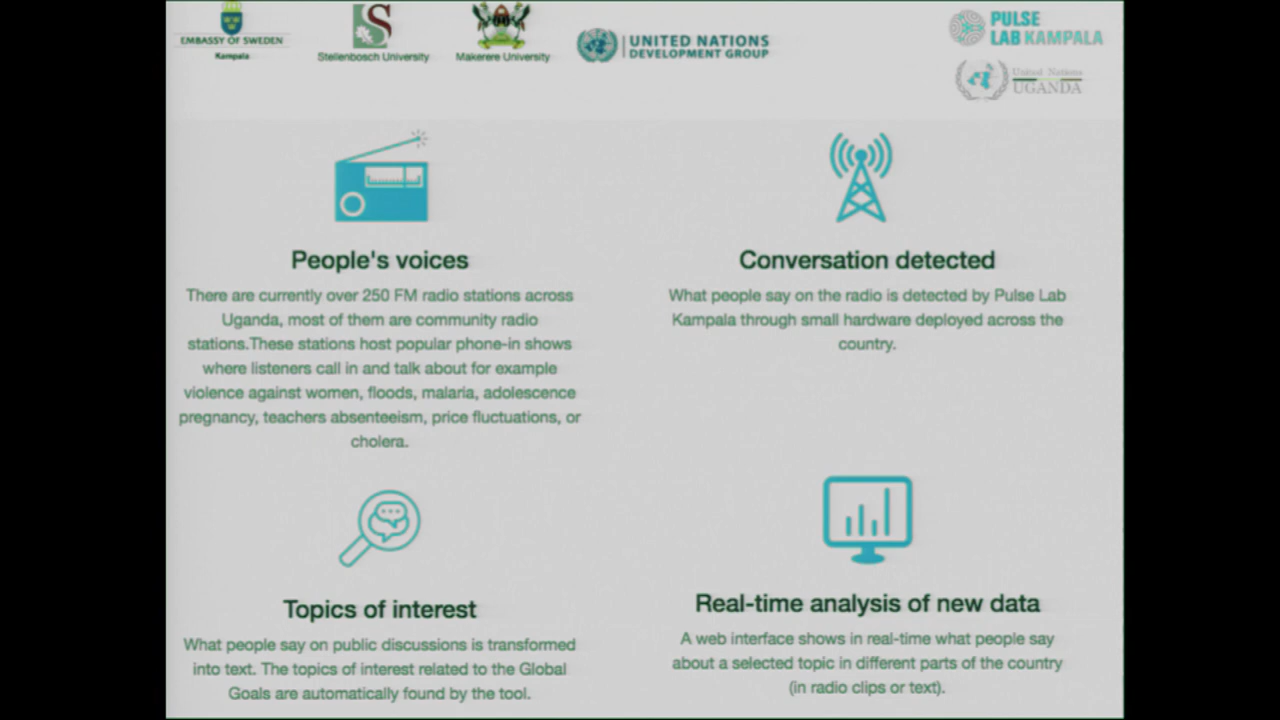 EMBASSY OF SWEDEN
Kampala
Stellenbosch University
Makerere University
UNITED NATIONS
DEVELOPMENT GROUP
PULSE
LAB KAMPALA
United Nations
UGANDA
People's voices
There are currently over 250 FM radio stations across
Uganda, most of them are community radio
stations.These stations host popular phone-in shows
where listeners call in and talk about for example
violence against women, floods, malaria, adolescence
pregnancy, teachers absenteeism, price fluctuations, or
cholera.
Conversation detected
What people say on the radio is detected by Pulse Lab
Kampala through small hardware deployed across the
country.
Topics of interest
What people say on public discussions is transformed
into text. The topics of interest related to the Global
Goals are automatically found by the tool.
Real-time analysis of new data
A web interface shows in real-time what people say
about a selected topic in different parts of the country
(in radio clips or text).